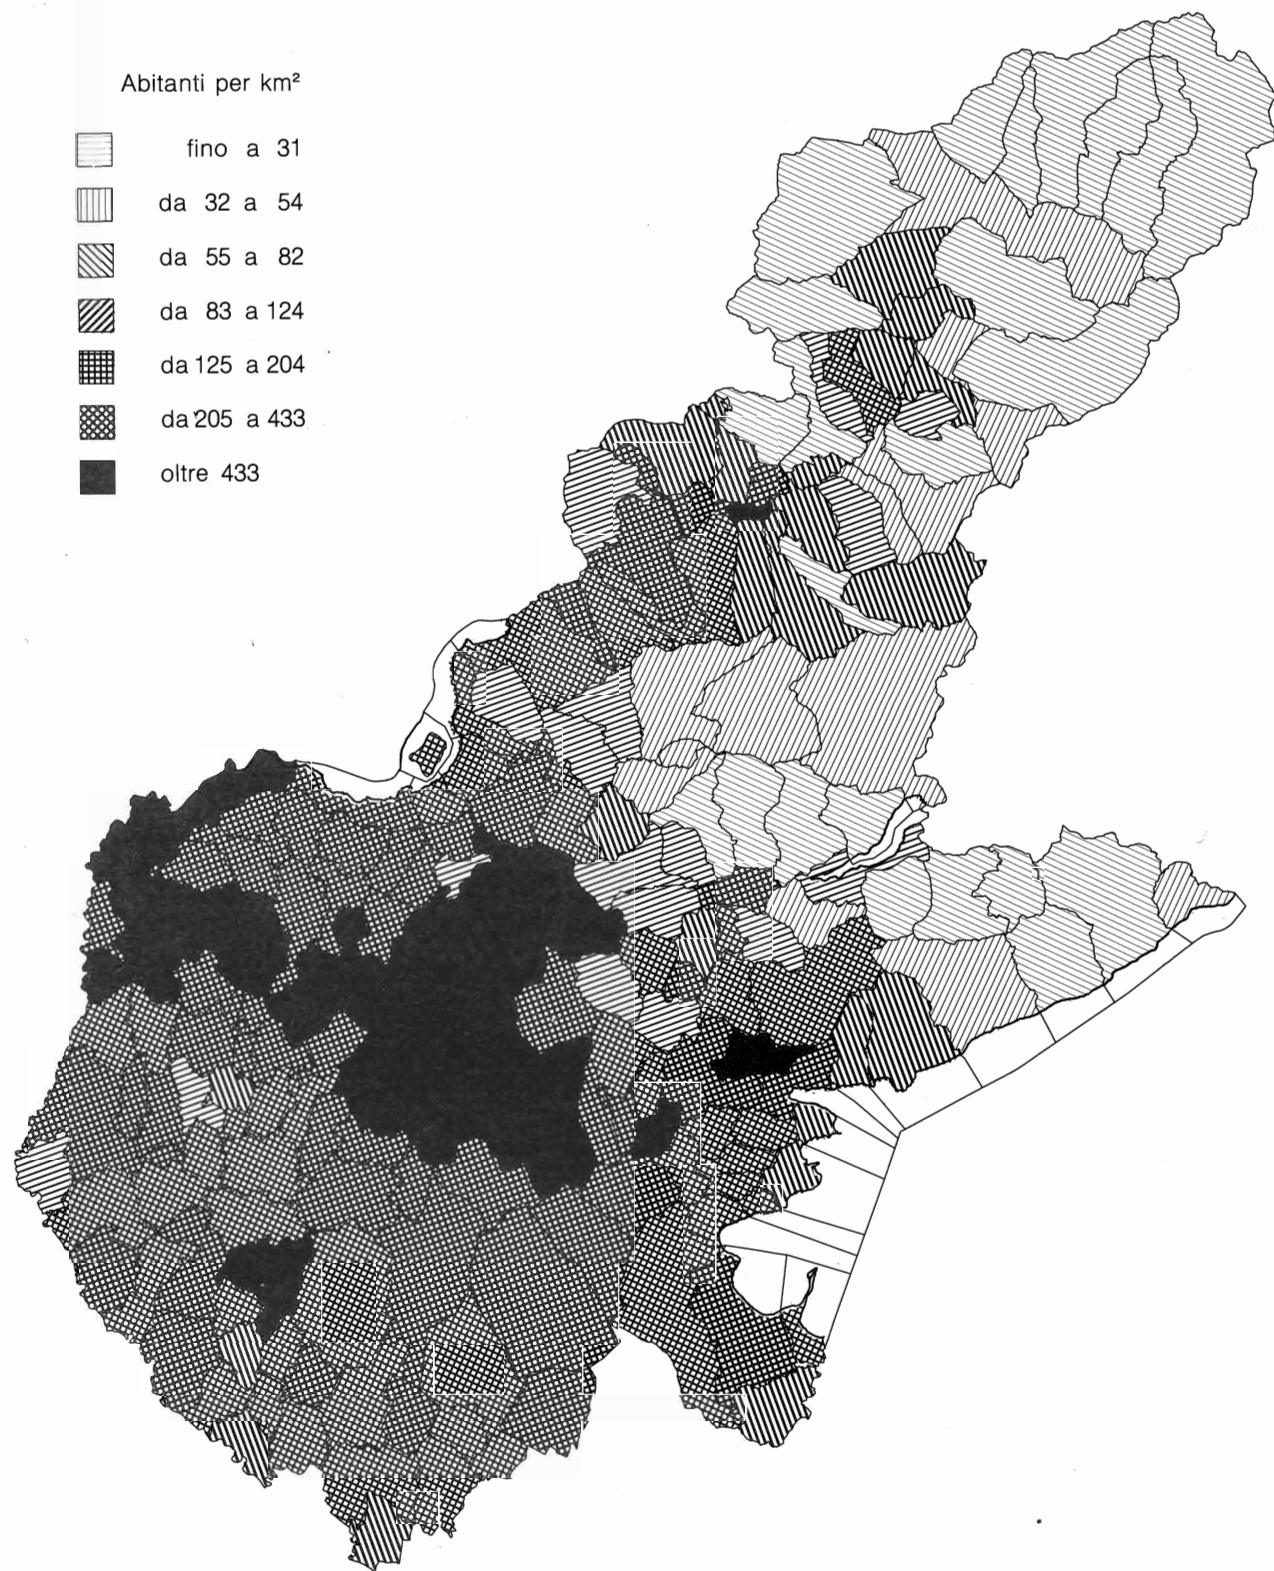 Abitanti per km²
fino a 31
da 32 a 54
da 55 a 82
da 83 a 124
da 125 a 204
da 205 a 433
oltre 433